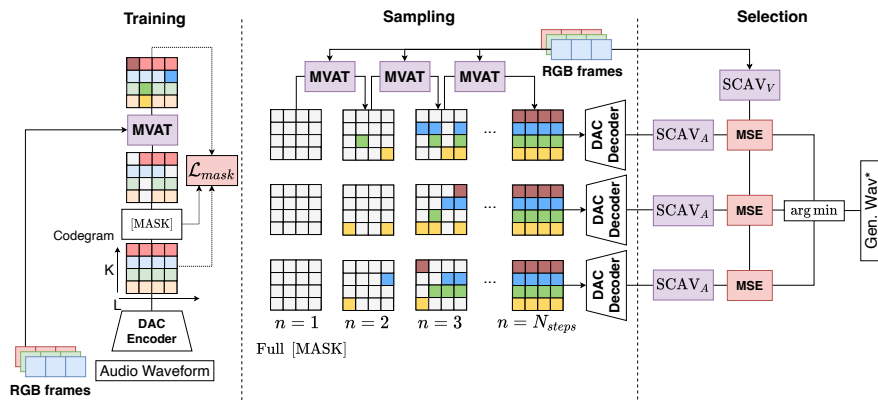 Training
MVAT
ℒ_mask
[MASK]
Codegram
K
L
DAC
Encoder
Audio Waveform
RGB frames
Sampling
RGB frames
MVAT
MVAT
MVAT
...
DAC
Decoder
...
DAC
Decoder
...
DAC
Decoder
n = 1
n = 2
n = 3
n = N_steps
Full [MASK]
Selection
SCAV_V
SCAV_A
MSE
SCAV_A
MSE
arg min
Gen. Wav*
SCAV_A
MSE